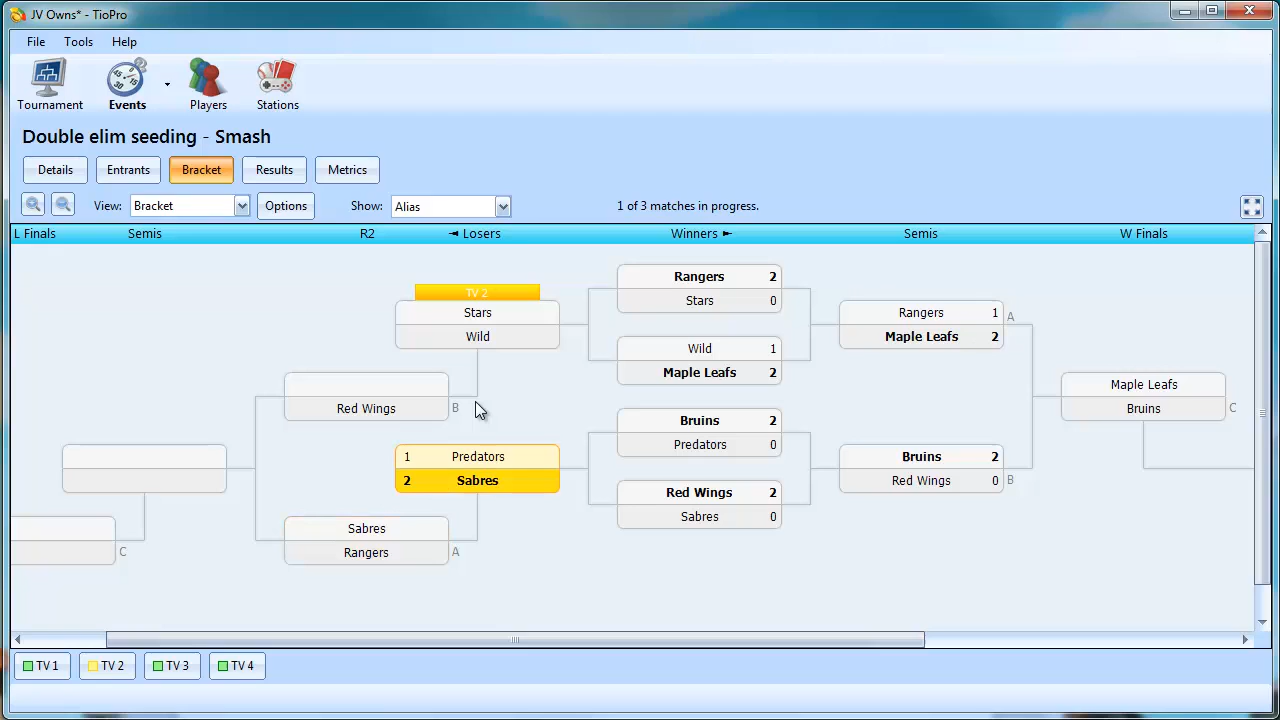 JV Owns* - TioPro
File Tools Help
Tournament Events Players Stations
Double elim seeding - Smash
Details Entrants Bracket Results Metrics
View: Bracket Options Show: Alias 1 of 3 matches in progress.
L Finals Semis R2 ◄ Losers Winners ► Semis W Finals
Rangers 2
Stars 0
TV 2
Stars
Wild
Rangers 1 A
Maple Leafs 2
Wild 1
Maple Leafs 2
Red Wings B
Maple Leafs
Bruins C
Bruins 2
Predators 0
1 Predators
2 Sabres
Bruins 2
Red Wings 0 B
Red Wings 2
Sabres 0
Sabres
Rangers A
C
TV 1 TV 2 TV 3 TV 4